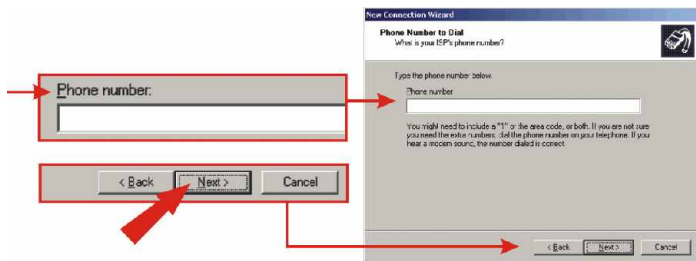 Phone number:
< Back Next > Cancel
New Connection Wizard
Phone Number to Dial
What is your ISP's phone number?
Type the phone number below.
Phone number
You might need to include a "1" or the area code, or both. If you are not sure
you need the extra numbers, dial the phone number on your telephone. If you
hear a modem sound, the number dialed is correct.
< Back Next > Cancel